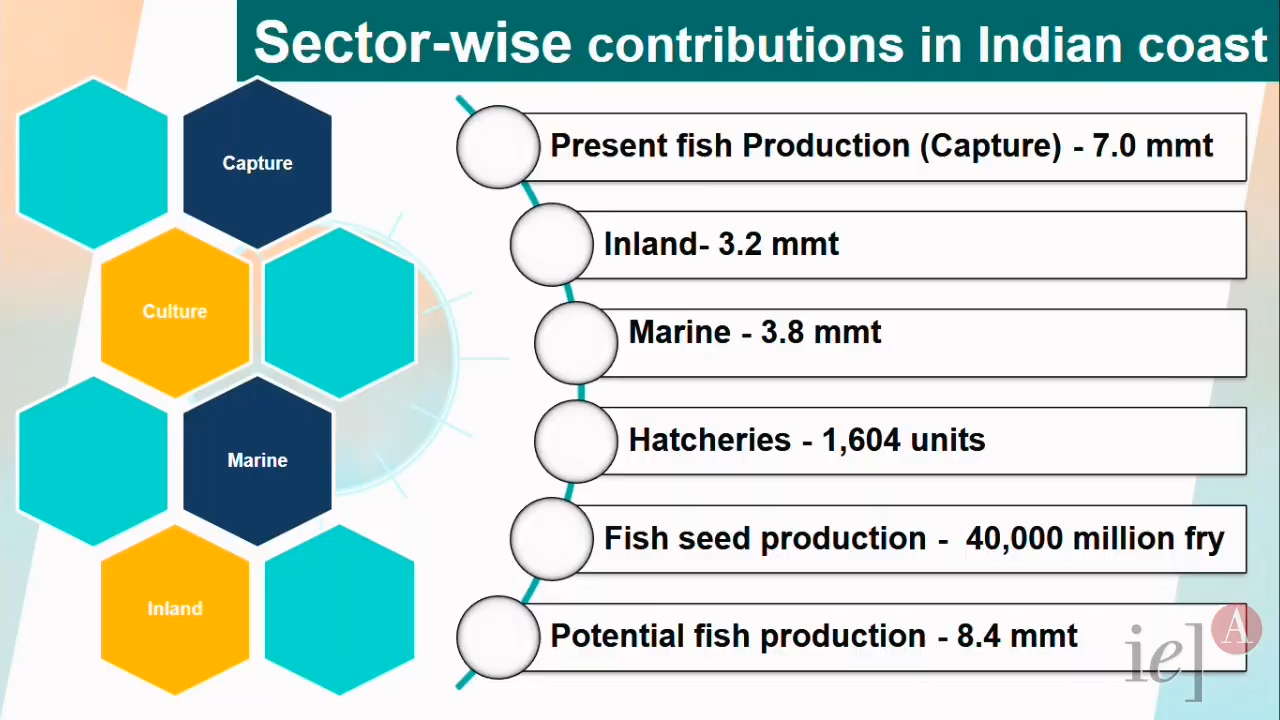 Sector-wise contributions in Indian coast
Capture
Culture
Marine
Inland
Present fish Production (Capture) - 7.0 mmt
Inland- 3.2 mmt
Marine - 3.8 mmt
Hatcheries - 1,604 units
Fish seed production - 40,000 million fry
Potential fish production - 8.4 mmt
ie] A